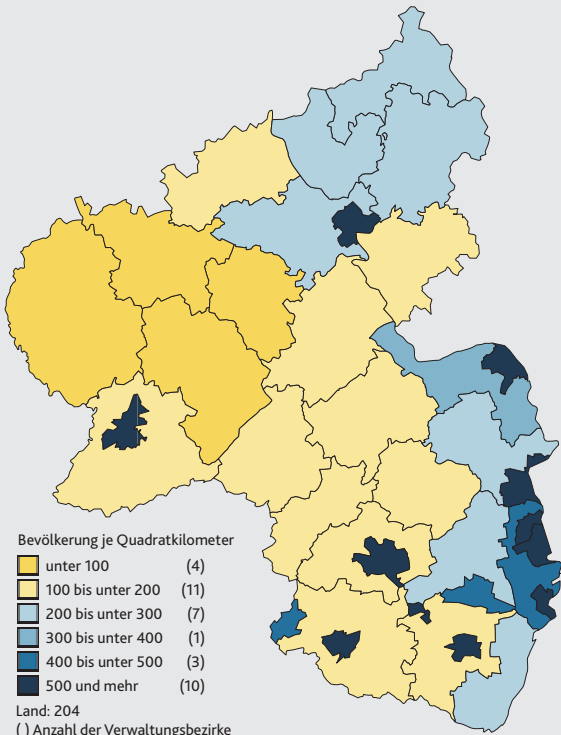 Bevölkerung je Quadratkilometer
unter 100 (4)
100 bis unter 200 (11)
200 bis unter 300 (7)
300 bis unter 400 (1)
400 bis unter 500 (3)
500 und mehr (10)
Land: 204
( ) Anzahl der Verwaltungsbezirke